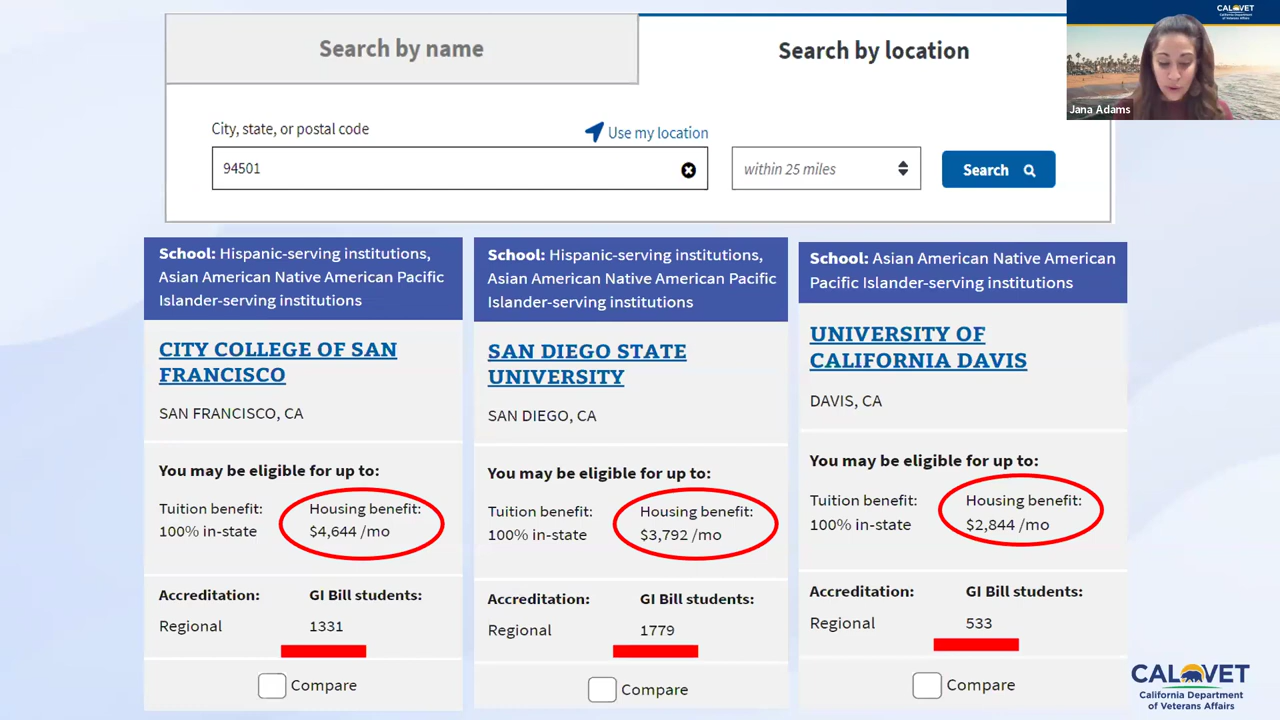 Search by name
Search by location
CALVET
California Department
of Veterans Affairs
Jana Adams
City, state, or postal code
Use my location
94501
within 25 miles
Search
School: Hispanic-serving institutions,
Asian American Native American Pacific
Islander-serving institutions
CITY COLLEGE OF SAN
FRANCISCO
SAN FRANCISCO, CA
You may be eligible for up to:
Tuition benefit:
100% in-state
Housing benefit:
$4,644 /mo
Accreditation:
Regional
GI Bill students:
1331
Compare
School: Hispanic-serving institutions,
Asian American Native American Pacific
Islander-serving institutions
SAN DIEGO STATE
UNIVERSITY
SAN DIEGO, CA
You may be eligible for up to:
Tuition benefit:
100% in-state
Housing benefit:
$3,792 /mo
Accreditation:
Regional
GI Bill students:
1779
Compare
School: Asian American Native American
Pacific Islander-serving institutions
UNIVERSITY OF
CALIFORNIA DAVIS
DAVIS, CA
You may be eligible for up to:
Tuition benefit:
100% in-state
Housing benefit:
$2,844 /mo
Accreditation:
Regional
GI Bill students:
533
Compare
CALVET
California Department
of Veterans Affairs